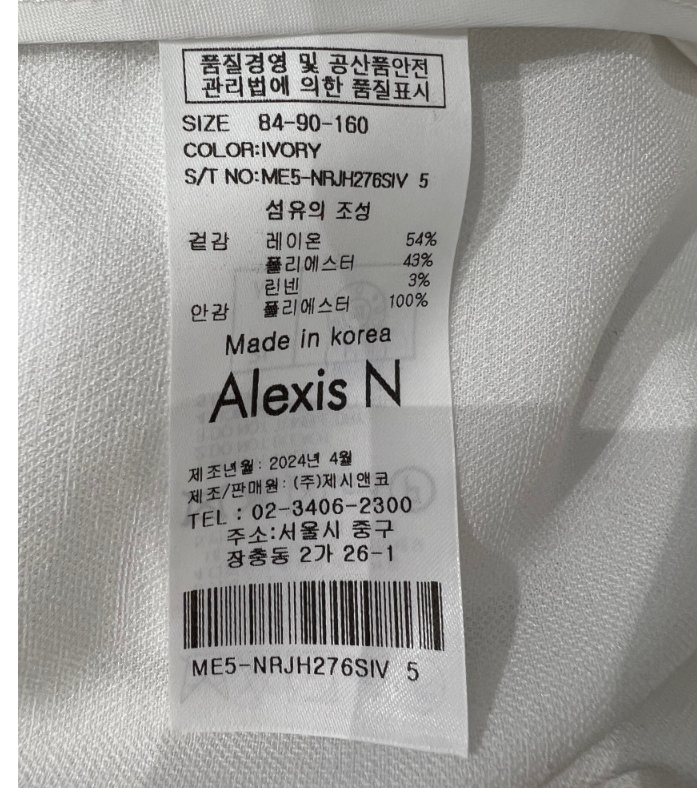 품질경영 및 공산품안전
관리법에 의한 품질표시
SIZE 84-90-160
COLOR:IVORY
S/T NO:ME5-NRJH276SIV 5
섬유의 조성
겉감 레이온 54%
폴리에스터 43%
린넨 3%
안감 폴리에스터 100%
Made in korea
Alexis N
제조년월: 2024년 4월
제조/판매원: (주)제시앤코
TEL : 02-3406-2300
주소:서울시 중구
장충동 2가 26-1
ME5-NRJH276SIV 5